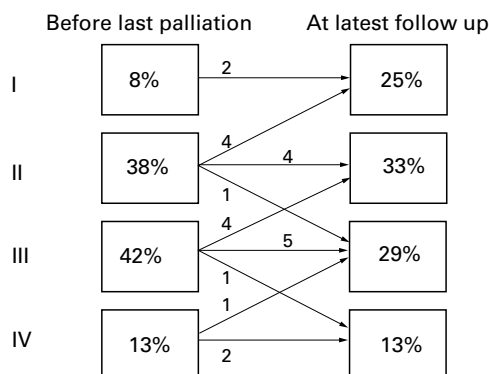 Before last palliation At latest follow up
I 8% 2 25%
4
II 38% 4 33%
1
4
III 42% 5 29%
1
1
IV 13% 2 13%